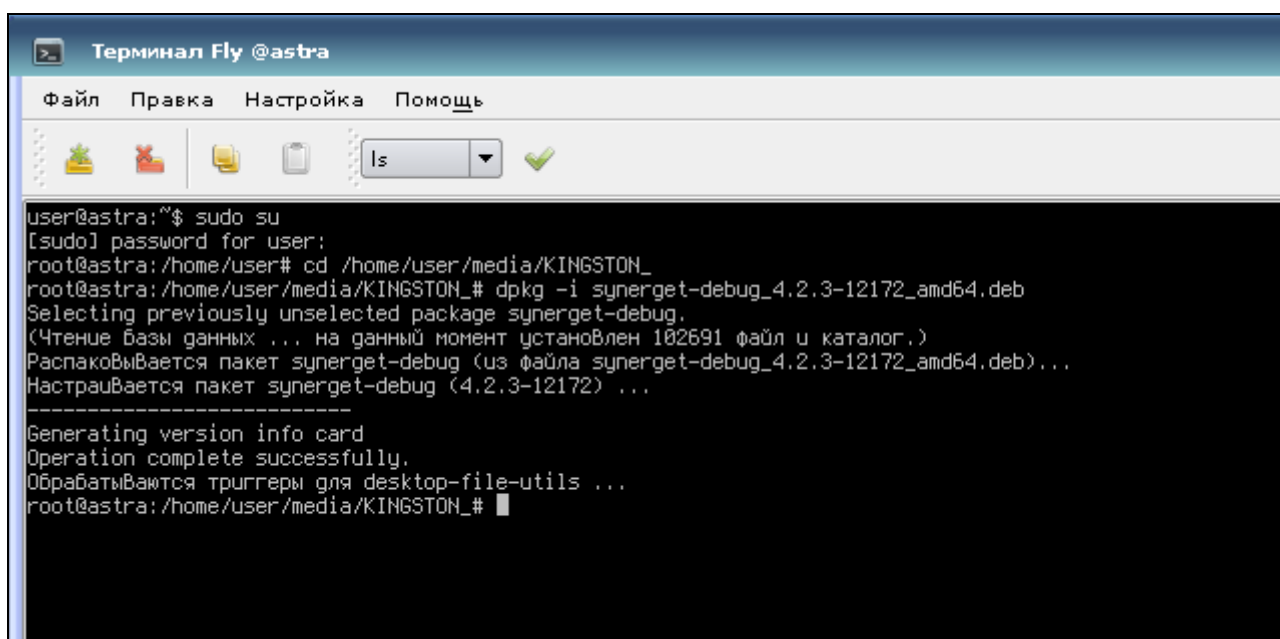 Терминал Fly @astra
Файл Правка Настройка Помощь
ls
user@astra:~$ sudo su
[sudo] password for user:
root@astra:/home/user# cd /home/user/media/KINGSTON_
root@astra:/home/user/media/KINGSTON_# dpkg -i synerget-debug_4.2.3-12172_amd64.deb
Selecting previously unselected package synerget-debug.
(Чтение базы данных ... на данный момент установлен 102691 файл и каталог.)
Распаковывается пакет synerget-debug (из файла synerget-debug_4.2.3-12172_amd64.deb)...
Настраивается пакет synerget-debug (4.2.3-12172) ...
---------------------------
Generating version info card
Operation complete successfully.
Обрабатываются триггеры для desktop-file-utils ...
root@astra:/home/user/media/KINGSTON_#